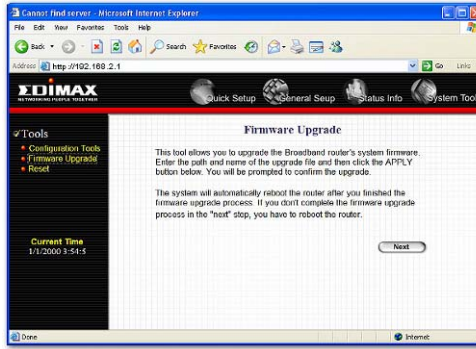 Cannot find server - Microsoft Internet Explorer
File Edit View Favorites Tools Help
Back Search Favorites
Address http://192.168.2.1 Go Links
EDIMAX
NETWORKING PEOPLE TOGETHER
Quick Setup General Seup Status Info System Tool
Tools
Configuration Tools
Firmware Upgrade
Reset
Current Time
1/1/2000 3:54:5
Firmware Upgrade
This tool allows you to upgrade the Broadband router's system firmware.
Enter the path and name of the upgrade file and then click the APPLY
button below. You will be prompted to confirm the upgrade.
The system will automatically reboot the router after you finished the
firmware upgrade process. If you don't complete the firmware upgrade
process in the "next" step, you have to reboot the router.
Next
Done Internet